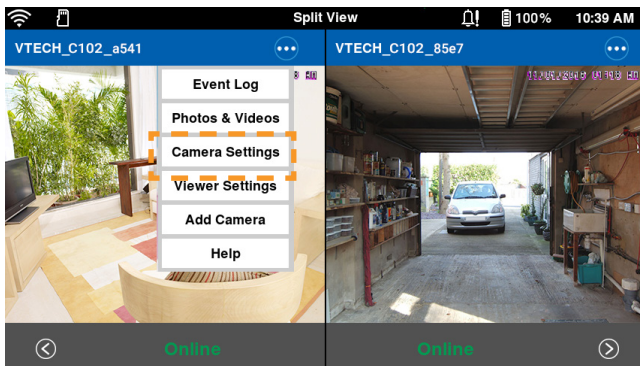 Split View
100%
10:39 AM
VTECH_C102_a541
VTECH_C102_85e7
Event Log
Photos & Videos
Camera Settings
Viewer Settings
Add Camera
Help
Online
Online